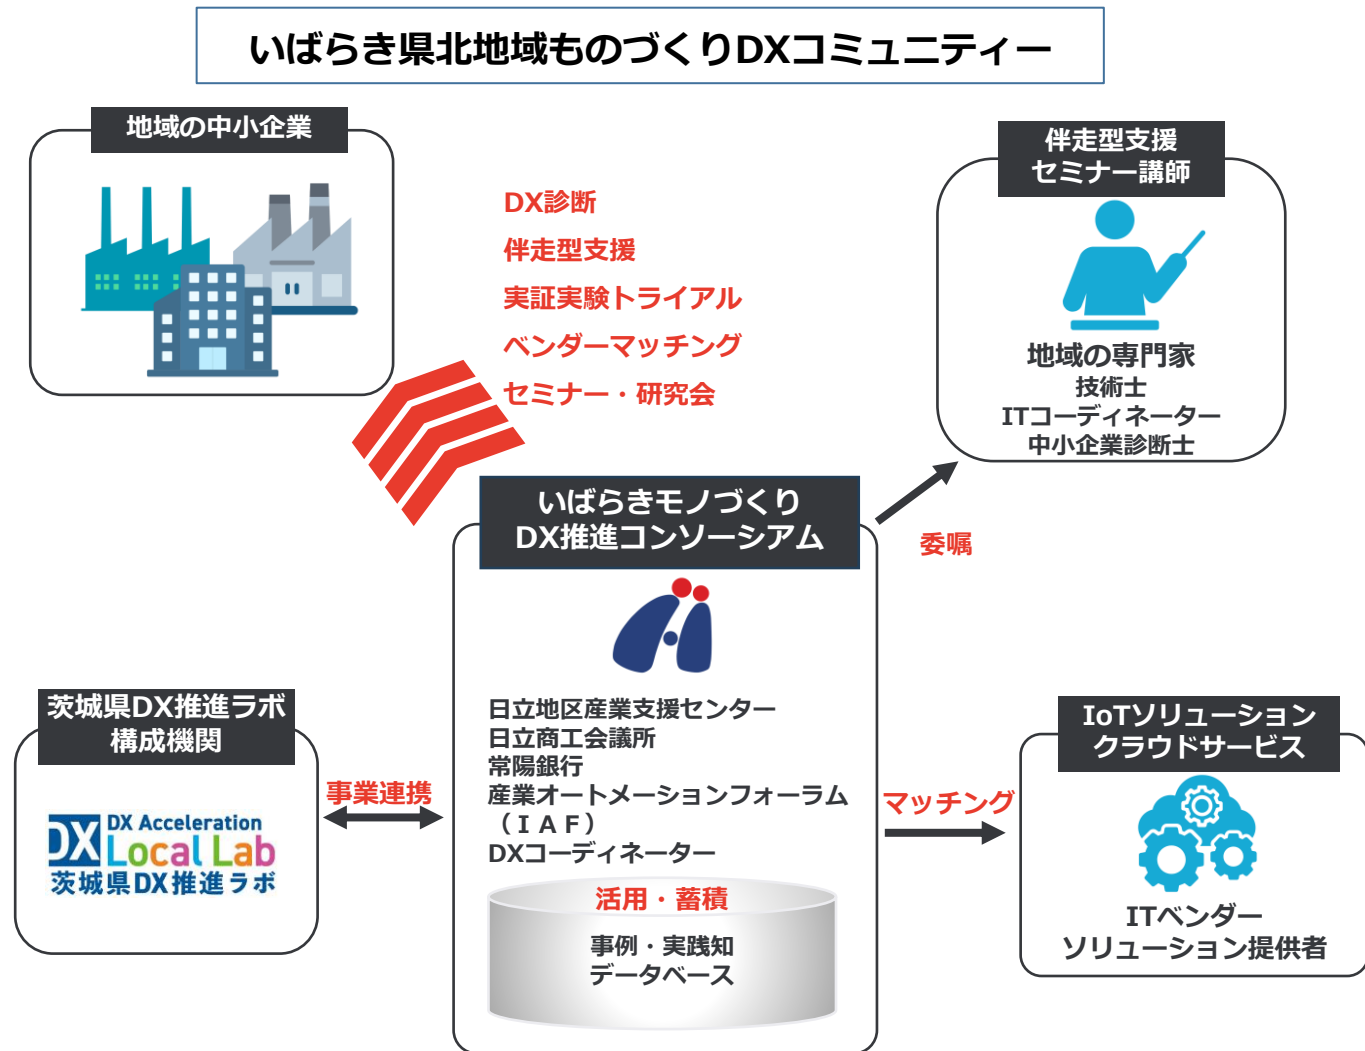 いばらき県北地域ものづくりDXコミュニティー
地域の中小企業
DX診断
伴走型支援
実証実験トライアル
ベンダーマッチング
セミナー・研究会
伴走型支援
セミナー講師
地域の専門家
技術士
ITコーディネーター
中小企業診断士
いばらきモノづくり
DX推進コンソーシアム
委嘱
日立地区産業支援センター
日立商工会議所
常陽銀行
産業オートメーションフォーラム
（ＩＡＦ）
DXコーディネーター
活用・蓄積
事例・実践知
データベース
茨城県DX推進ラボ
構成機関
事業連携
DX DX Acceleration
Local Lab
茨城県DX推進ラボ
マッチング
IoTソリューション
クラウドサービス
ITベンダー
ソリューション提供者